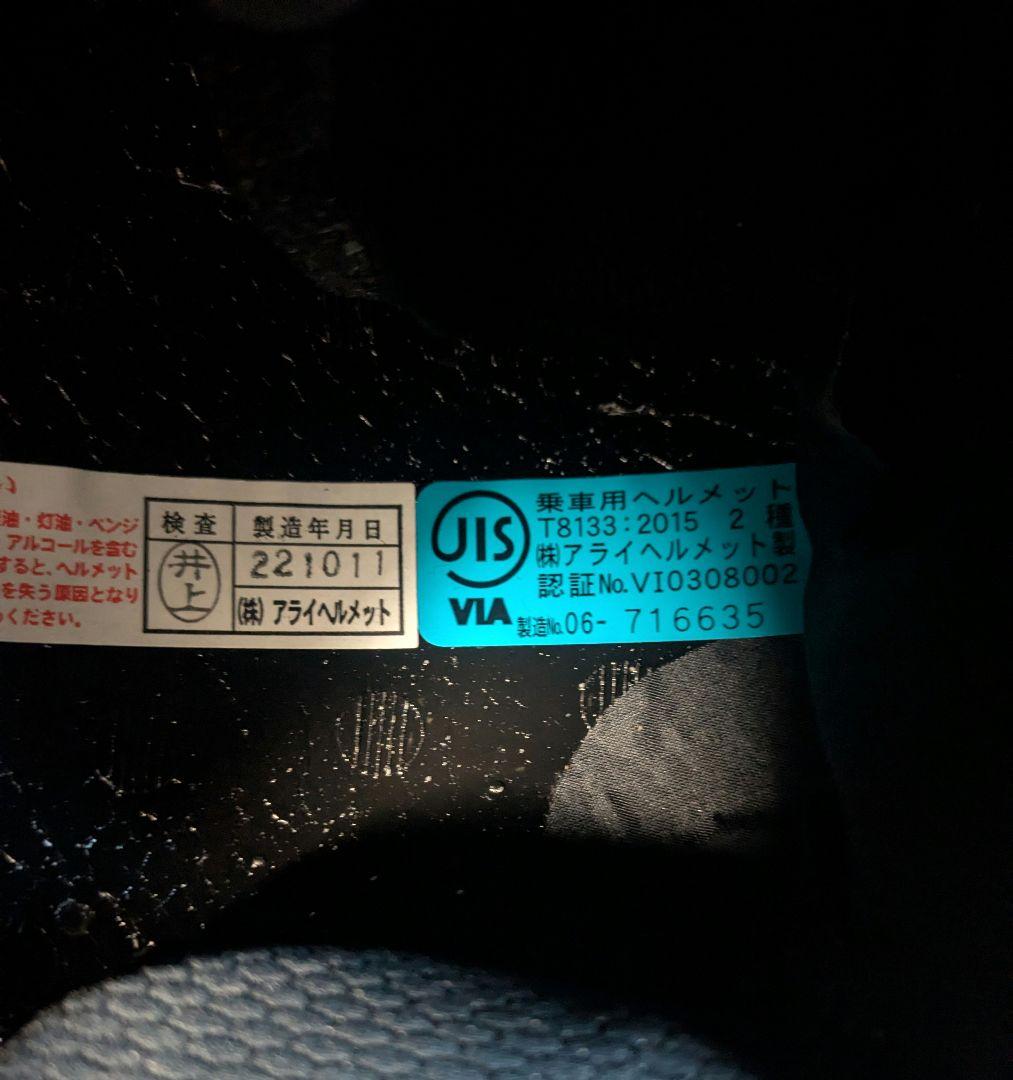 い
油・灯油・ベンジ
アルコールを含む
すると、ヘルメット
を失う原因となり
ください。
検査 製造年月日
井上
221011
(株) アライヘルメット
JIS
VIA
乗車用ヘルメット
T8133:2015 2種
(株)アライヘルメット製
認証No.VI0308002
製造No.06- 716635